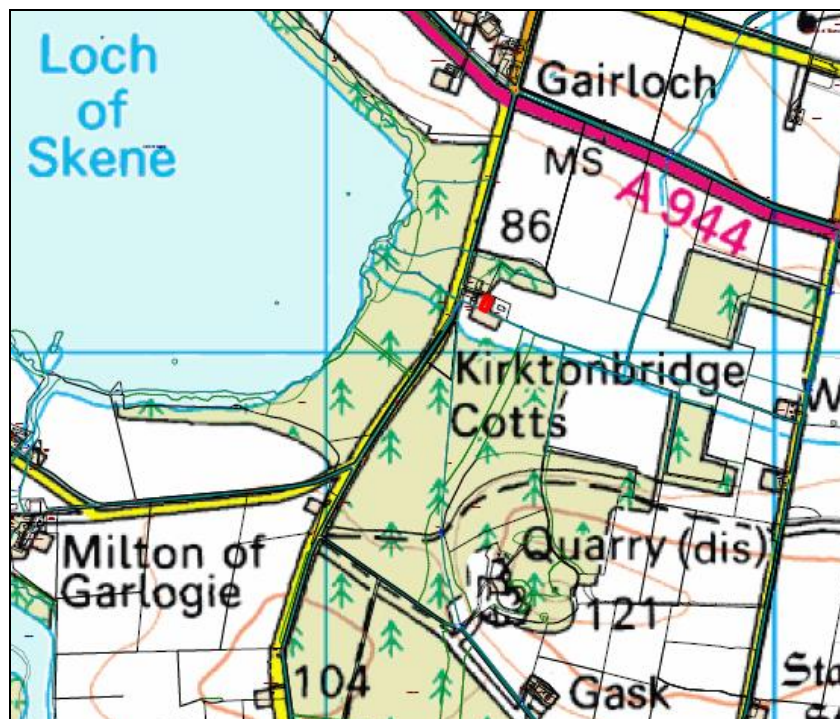 Loch
of
Skene
Gairloch
MS
A 944
86
Kirktonbridge
Cotts
Milton of
Garlogie
Quarry (dis)
121
104
Gask